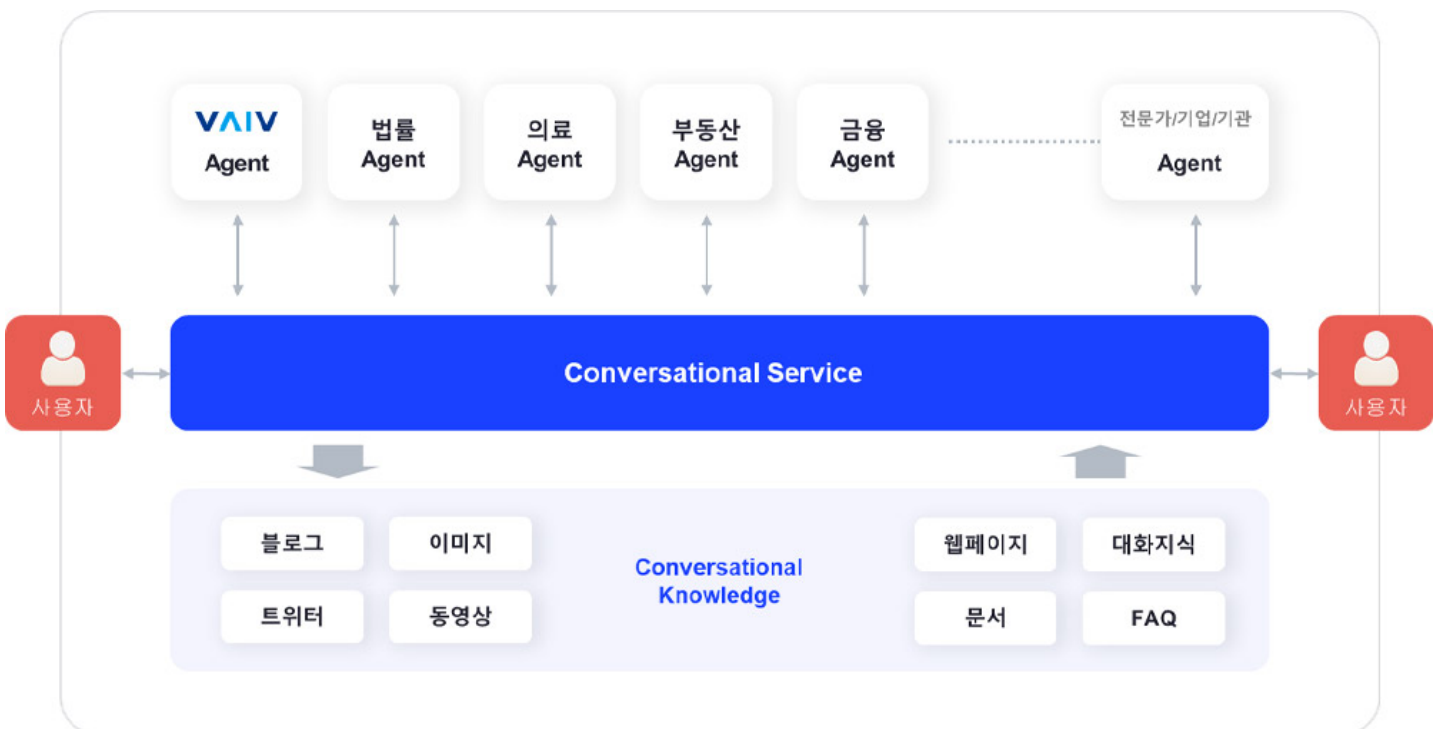 VAIV
Agent
법률
Agent
의료
Agent
부동산
Agent
금융
Agent
전문가/기업/기관
Agent
사용자
Conversational Service
사용자
블로그
이미지
트위터
동영상
Conversational
Knowledge
웹페이지
대화지식
문서
FAQ